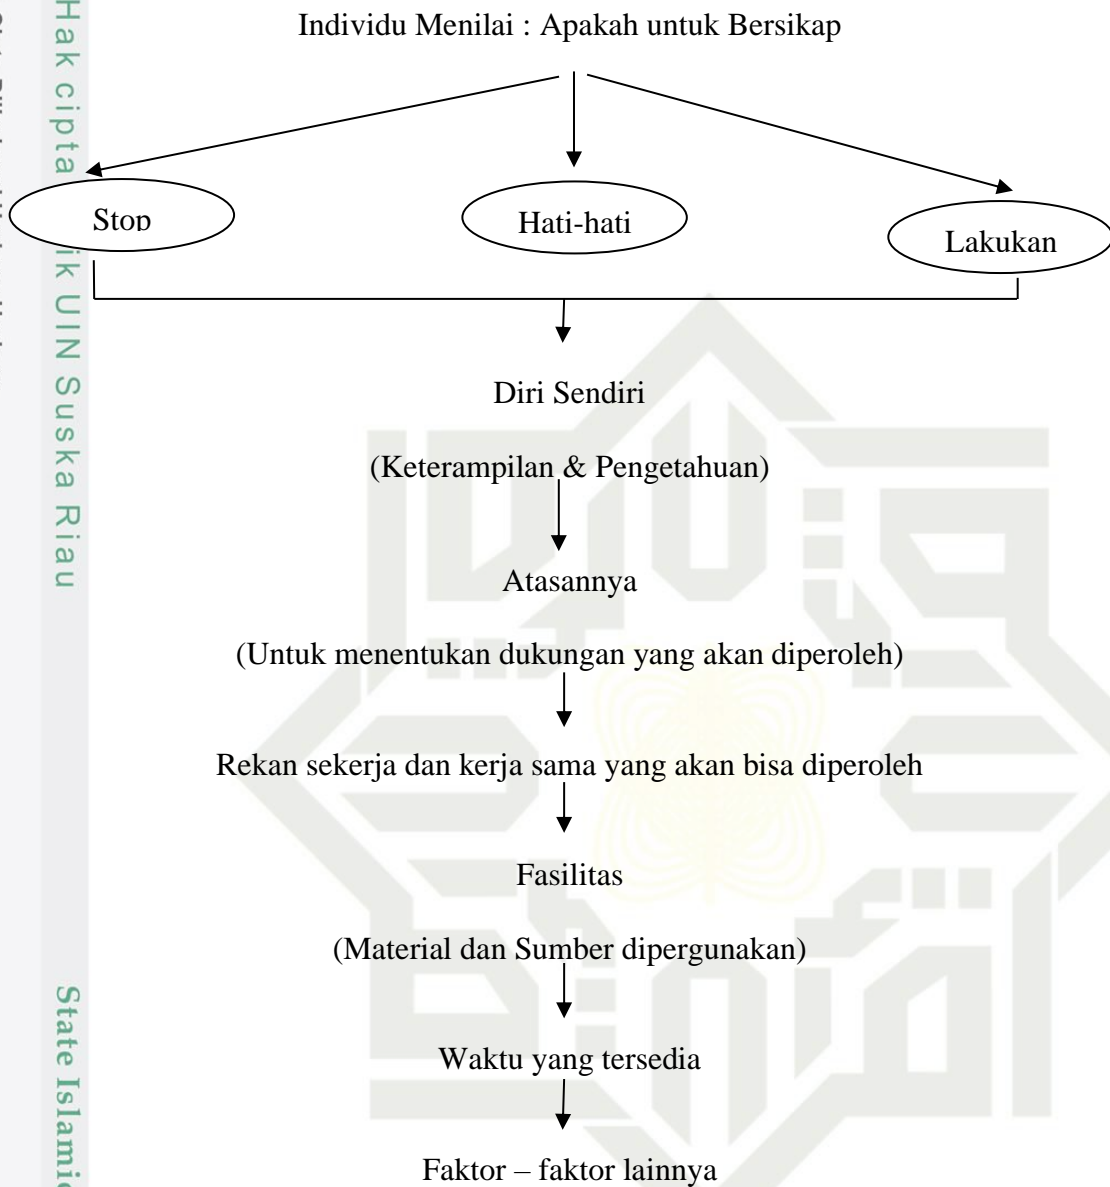 Individu Menilai : Apakah untuk Bersikap
Stop
Hati-hati
Lakukan
Diri Sendiri
(Keterampilan & Pengetahuan)
Atasannya
(Untuk menentukan dukungan yang akan diperoleh)
Rekan sekerja dan kerja sama yang akan bisa diperoleh
Fasilitas
(Material dan Sumber dipergunakan)
Waktu yang tersedia
Faktor – faktor lainnya
Hak cipta
UIN Suska Riau
State Islamic